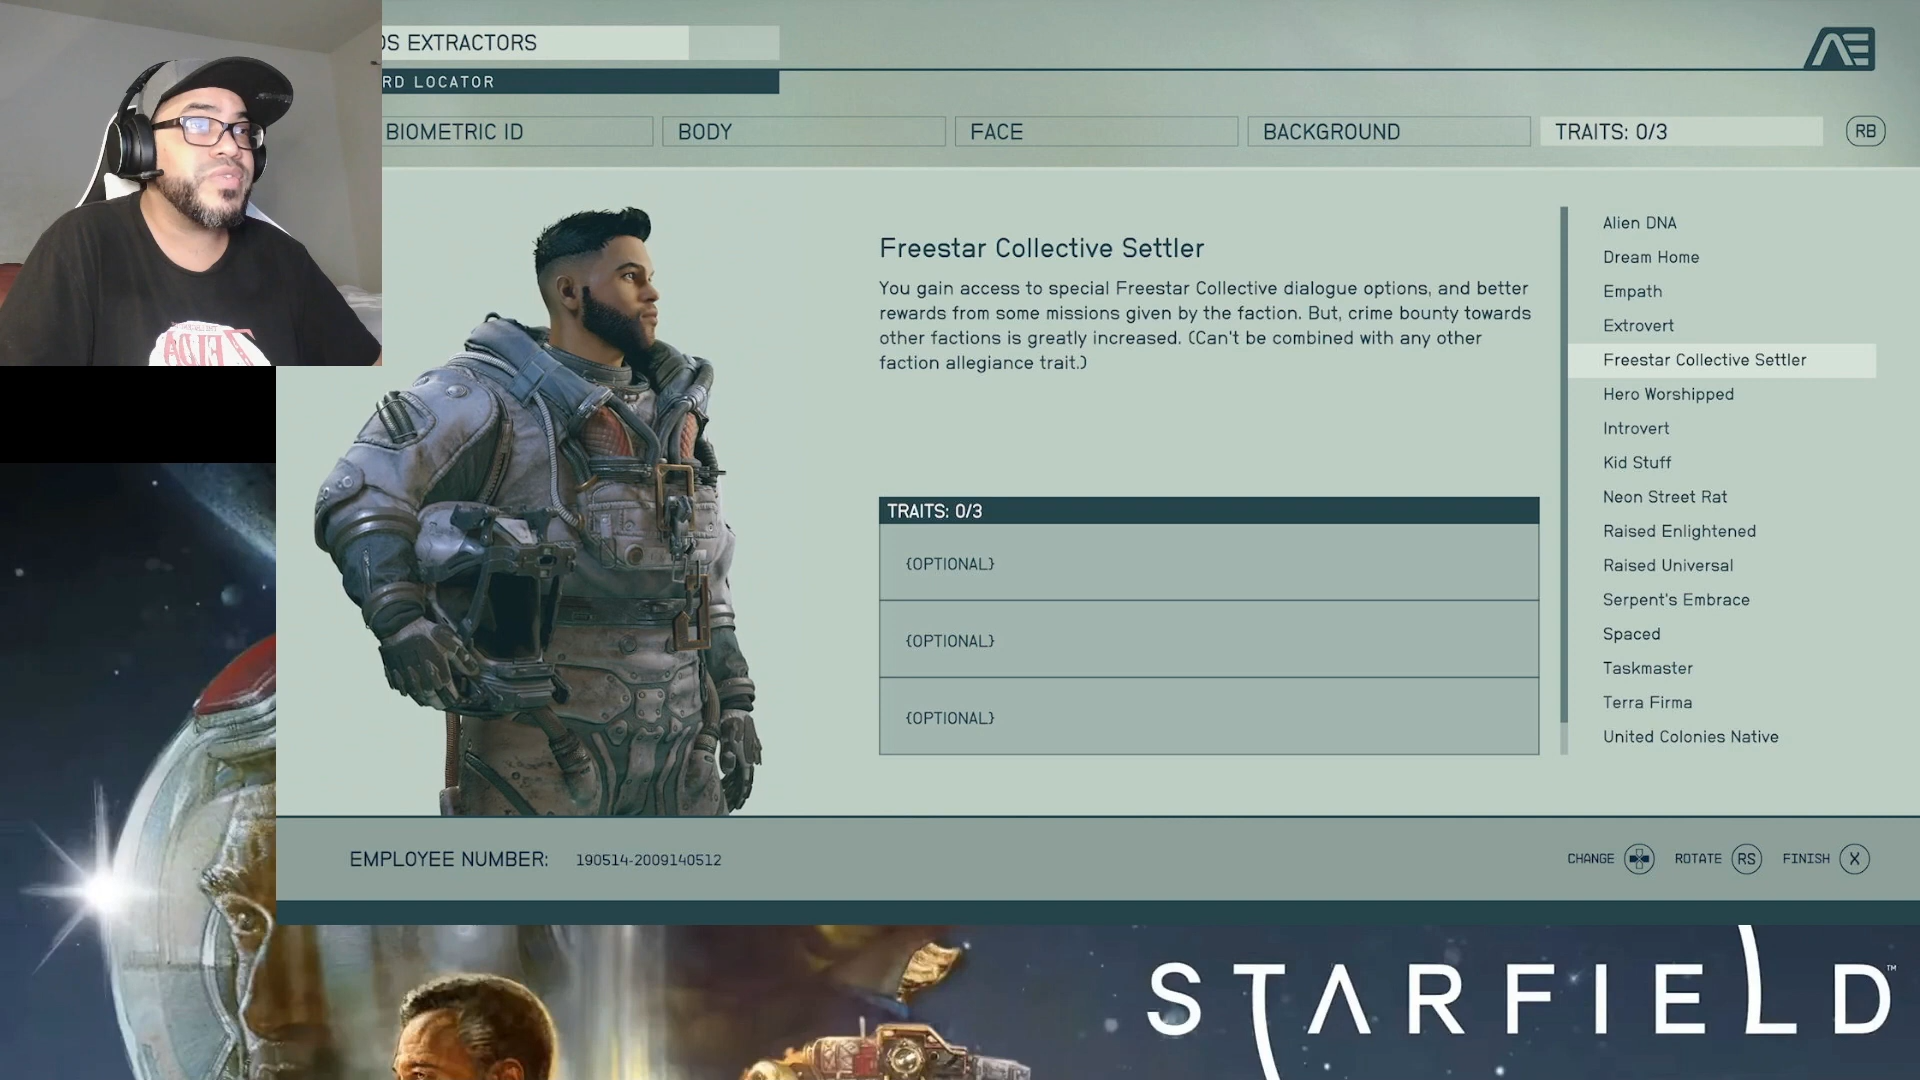 OS EXTRACTORS
RD LOCATOR
BIOMETRIC ID
BODY
FACE
BACKGROUND
TRAITS: 0/3
RB
Freestar Collective Settler
You gain access to special Freestar Collective dialogue options, and better
rewards from some missions given by the faction. But, crime bounty towards
other factions is greatly increased. (Can't be combined with any other
faction allegiance trait.)
TRAITS: 0/3
{OPTIONAL}
{OPTIONAL}
{OPTIONAL}
Alien DNA
Dream Home
Empath
Extrovert
Freestar Collective Settler
Hero Worshipped
Introvert
Kid Stuff
Neon Street Rat
Raised Enlightened
Raised Universal
Serpent's Embrace
Spaced
Taskmaster
Terra Firma
United Colonies Native
EMPLOYEE NUMBER: 190514-2009140512
CHANGE
ROTATE RS
FINISH X
STARFIELD™
ZELDA